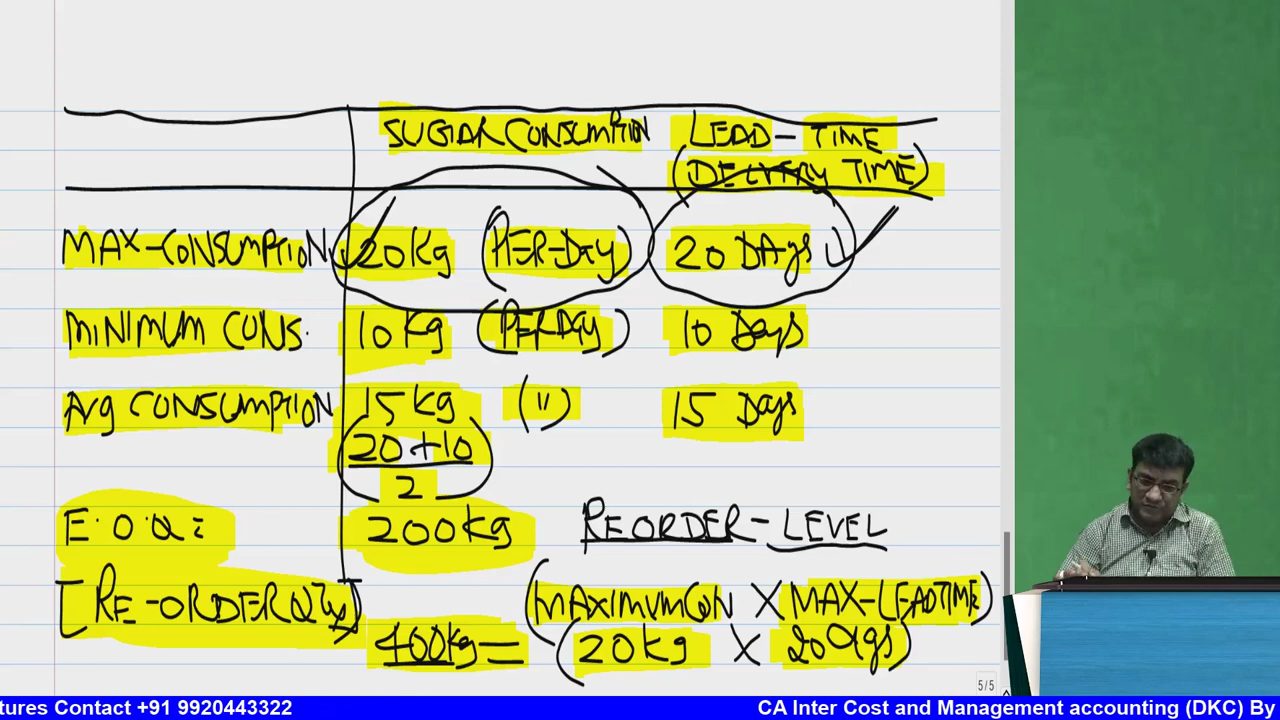 SUGAR CONSUMPTION LEAD - TIME
(DELIVERY TIME)
MAX-CONSUMPTION 20Kg (PER-DAY) 20 DAYs
MINIMUM CONS. 10 Kg (PER DAY) 10 Days
Avg CONSUMPTION 15 kg (") 15 Days
20 + 10
2
E.O.Q: 200kg REORDER - LEVEL
[RE-ORDER Qty] (MAXIMUM CON X MAX-LEADTIME)
400kg = (20kg X 20 days)
5/5
tures Contact +91 9920443322 CA Inter Cost and Management accounting (DKC) By